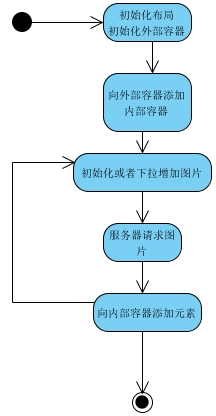 初始化布局
初始化外部容器
向外部容器添加
内部容器
初始化或者下拉增加图片
服务器请求图
片
向内部容器添加元素